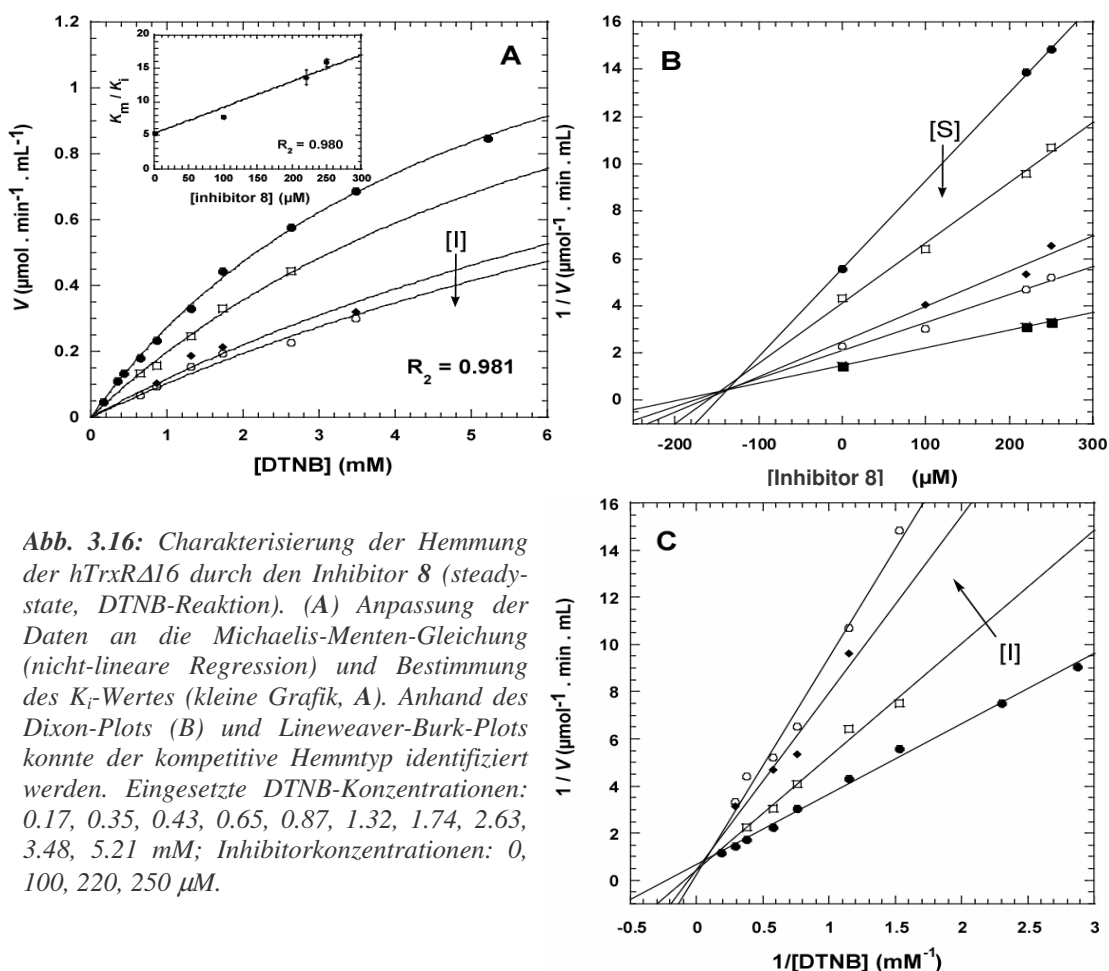 A
V (µmol . min-1 . mL-1)
1.2
1
0.8
0.6
0.4
0.2
0
0 1 2 3 4 5 6
[DTNB] (mM)
Km / Ki
20
15
10
5
0
0 50 100 150 200 250 300
[inhibitor 8] (µM)
R2 = 0.980
[I]
R2 = 0.981
B
1 / V (µmol-1 . min . mL)
16
14
12
10
8
6
4
2
0
-200 -100 0 100 200 300
[Inhibitor 8] (µM)
[S]
Abb. 3.16: Charakterisierung der Hemmung
der hTrxRΔ16 durch den Inhibitor 8 (steady-
state, DTNB-Reaktion). (A) Anpassung der
Daten an die Michaelis-Menten-Gleichung
(nicht-lineare Regression) und Bestimmung
des Ki-Wertes (kleine Grafik, A). Anhand des
Dixon-Plots (B) und Lineweaver-Burk-Plots
konnte der kompetitive Hemmtyp identifiziert
werden. Eingesetzte DTNB-Konzentrationen:
0.17, 0.35, 0.43, 0.65, 0.87, 1.32, 1.74, 2.63,
3.48, 5.21 mM; Inhibitorkonzentrationen: 0,
100, 220, 250 µM.
C
1 / V (µmol-1 . min . mL)
16
14
12
10
8
6
4
2
0
-0.5 0 0.5 1 1.5 2 2.5 3
1/[DTNB] (mM-1)
[I]